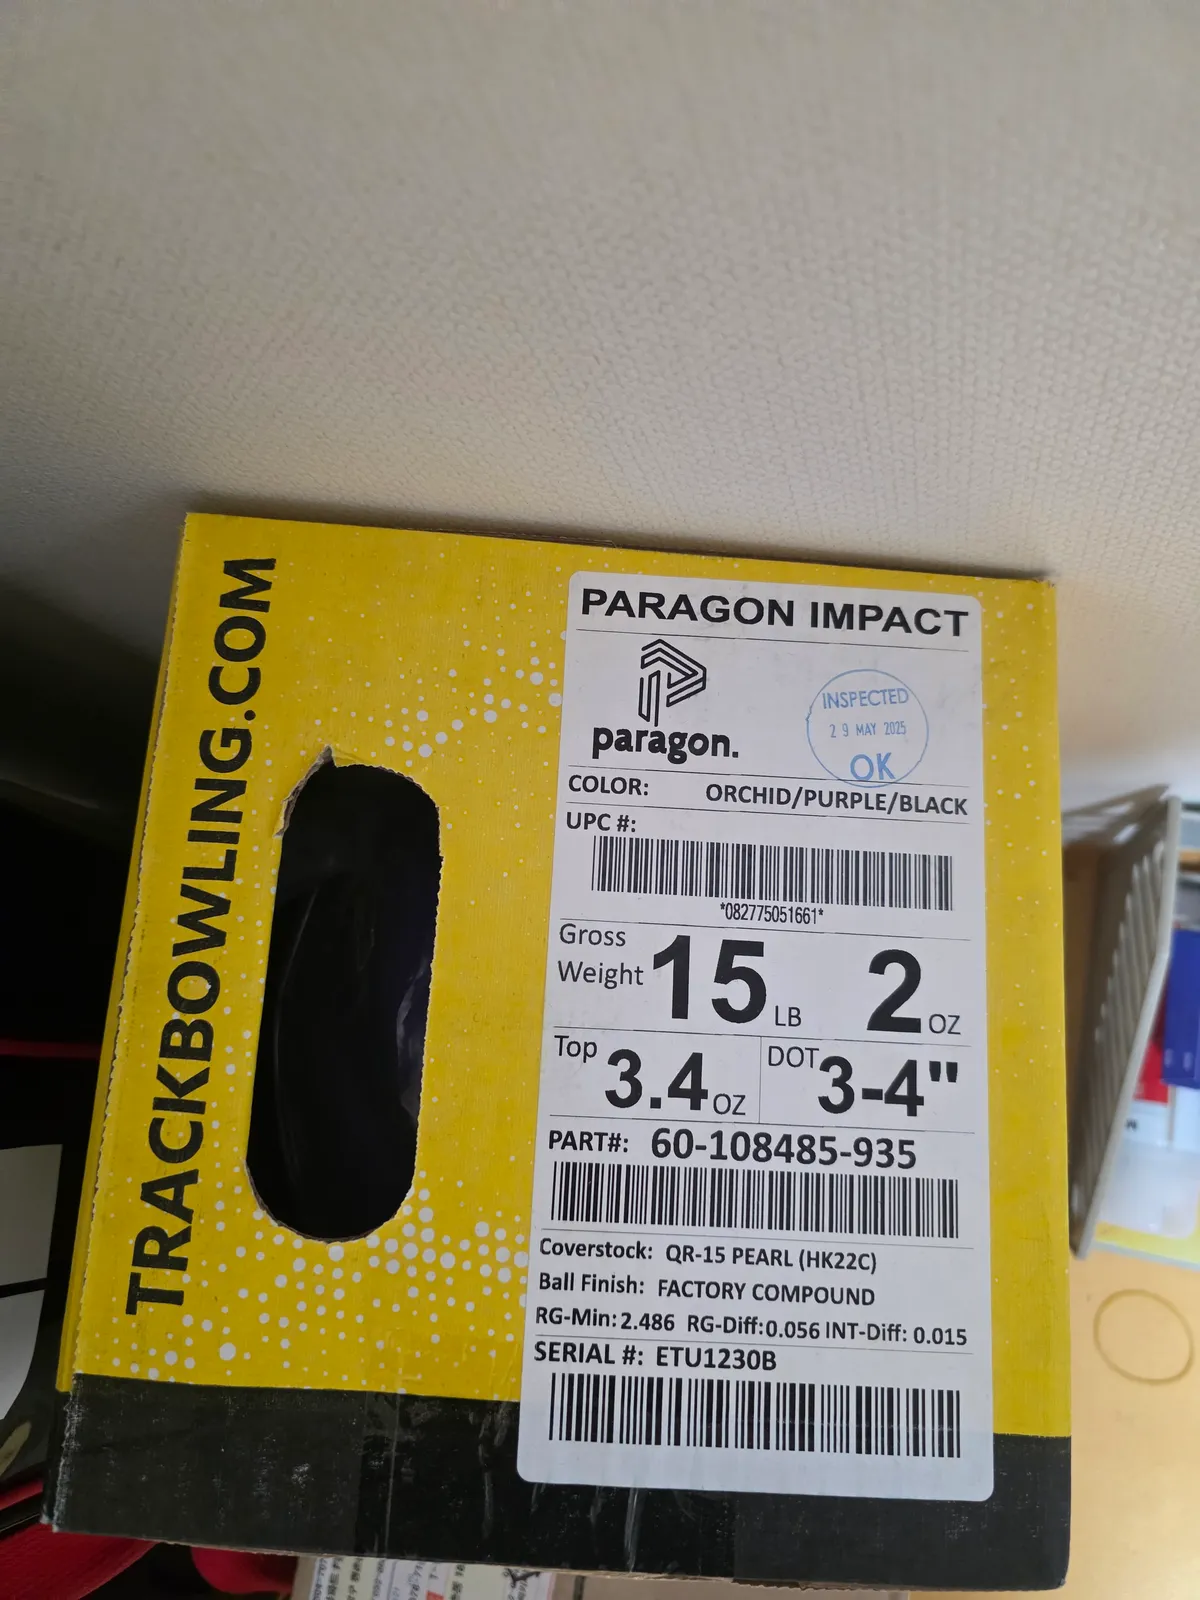 TRACKBOWLING.COM
PARAGON IMPACT
paragon.
INSPECTED
29 MAY 2025
OK
COLOR: ORCHID/PURPLE/BLACK
UPC #:
*082775051661*
Gross Weight 15 LB 2 OZ
Top 3.4 OZ DOT 3-4"
PART#: 60-108485-935
Coverstock: QR-15 PEARL (HK22C)
Ball Finish: FACTORY COMPOUND
RG-Min: 2.486 RG-Diff: 0.056 INT-Diff: 0.015
SERIAL #: ETU1230B